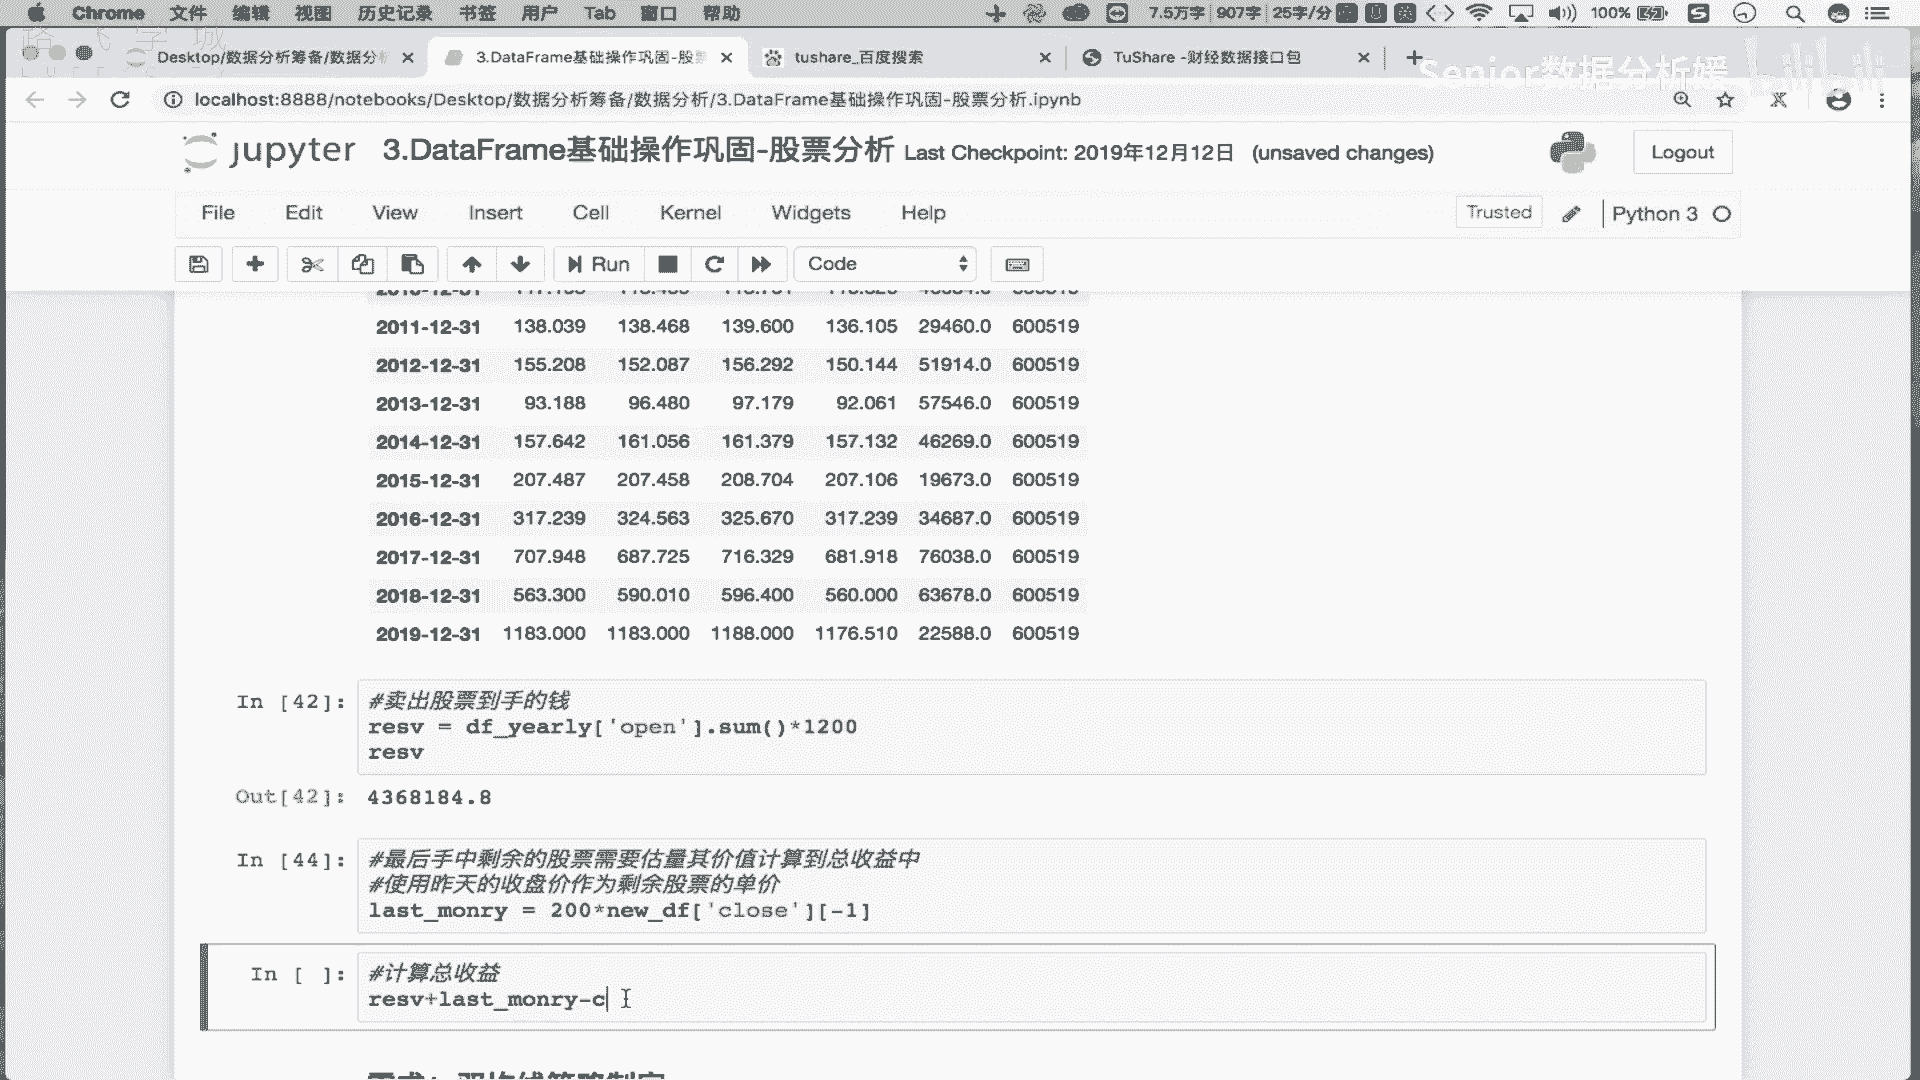 Chrome 文件 编辑 视图 历史记录 书签 用户 Tab 窗口 帮助 7.5万字 907字 25字/分 100%
Desktop/数据分析筹备/数据分析 3.DataFrame基础操作巩固-股票 tushare_百度搜索 TuShare -财经数据接口包
Senior数据分析媛
localhost:8888/notebooks/Desktop/数据分析筹备/数据分析/3.DataFrame基础操作巩固-股票分析.ipynb
jupyter 3.DataFrame基础操作巩固-股票分析 Last Checkpoint: 2019年12月12日 (unsaved changes) Logout
File Edit View Insert Cell Kernel Widgets Help Trusted Python 3
Run Code
2011-12-31 138.039 138.468 139.600 136.105 29460.0 600519
2012-12-31 155.208 152.087 156.292 150.144 51914.0 600519
2013-12-31 93.188 96.480 97.179 92.061 57546.0 600519
2014-12-31 157.642 161.056 161.379 157.132 46269.0 600519
2015-12-31 207.487 207.458 208.704 207.106 19673.0 600519
2016-12-31 317.239 324.563 325.670 317.239 34687.0 600519
2017-12-31 707.948 687.725 716.329 681.918 76038.0 600519
2018-12-31 563.300 590.010 596.400 560.000 63678.0 600519
2019-12-31 1183.000 1183.000 1188.000 1176.510 22588.0 600519
In [42]: #卖出股票到手的钱
resv = df_yearly['open'].sum()*1200
resv
Out[42]: 4368184.8
In [44]: #最后手中剩余的股票需要估量其价值计算到总收益中
#使用昨天的收盘价作为剩余股票的单价
last_monry = 200*new_df['close'][-1]
In [ ]: #计算总收益
resv+last_monry-c